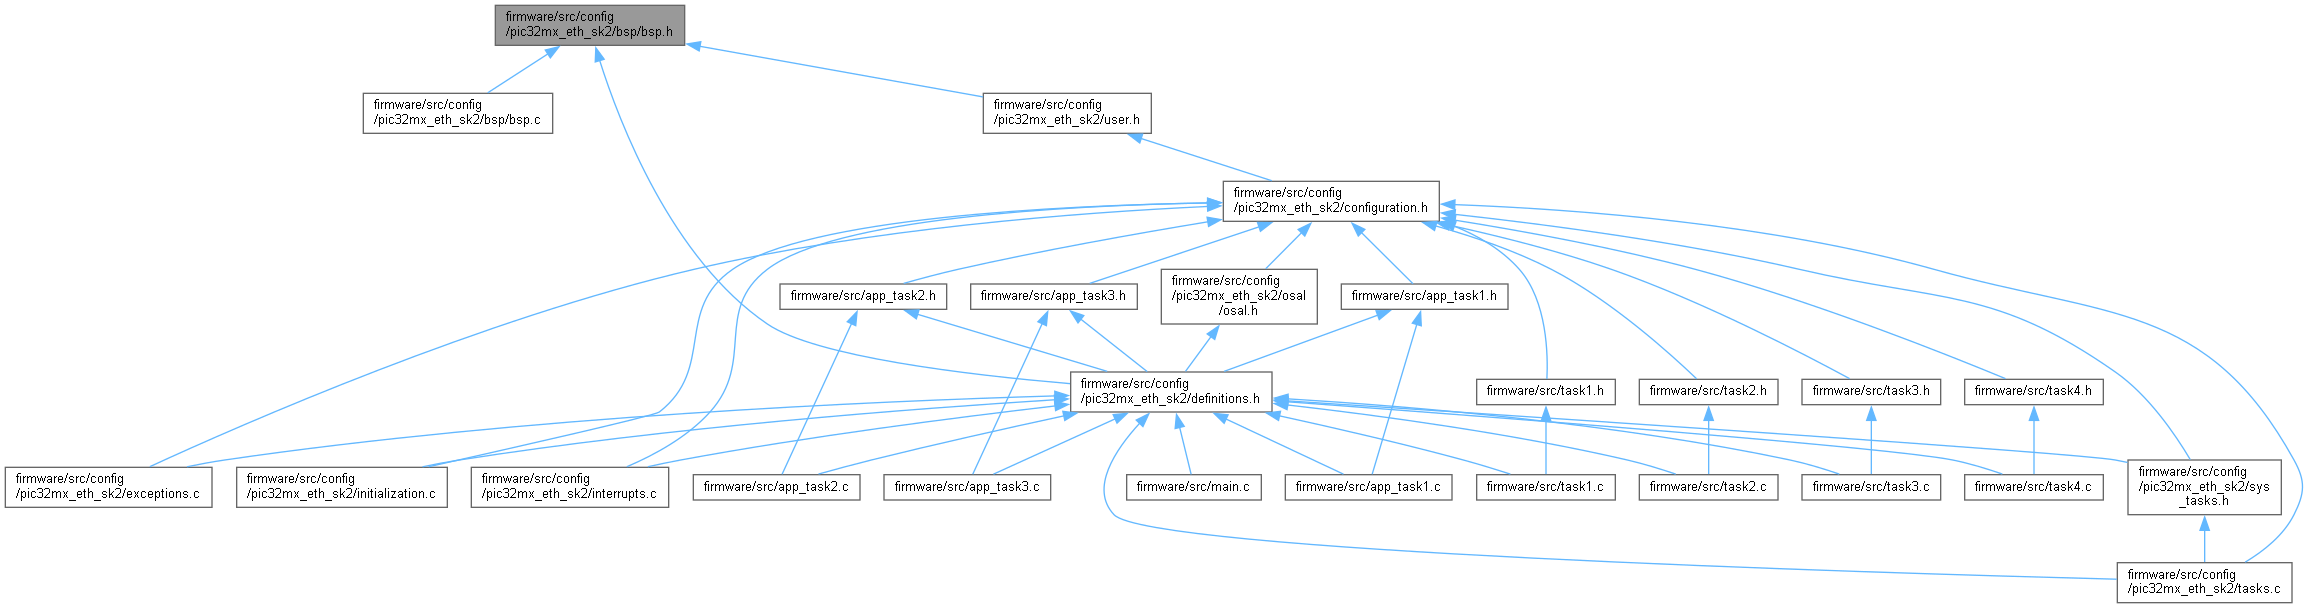 firmware/src/config
/pic32mx_eth_sk2/bsp/bsp.h
firmware/src/config
/pic32mx_eth_sk2/bsp/bsp.c
firmware/src/config
/pic32mx_eth_sk2/user.h
firmware/src/config
/pic32mx_eth_sk2/configuration.h
firmware/src/app_task2.h
firmware/src/app_task3.h
firmware/src/config
/pic32mx_eth_sk2/osal
/osal.h
firmware/src/app_task1.h
firmware/src/config
/pic32mx_eth_sk2/definitions.h
firmware/src/task1.h
firmware/src/task2.h
firmware/src/task3.h
firmware/src/task4.h
firmware/src/config
/pic32mx_eth_sk2/exceptions.c
firmware/src/config
/pic32mx_eth_sk2/initialization.c
firmware/src/config
/pic32mx_eth_sk2/interrupts.c
firmware/src/app_task2.c
firmware/src/app_task3.c
firmware/src/main.c
firmware/src/app_task1.c
firmware/src/task1.c
firmware/src/task2.c
firmware/src/task3.c
firmware/src/task4.c
firmware/src/config
/pic32mx_eth_sk2/sys
_tasks.h
firmware/src/config
/pic32mx_eth_sk2/tasks.c